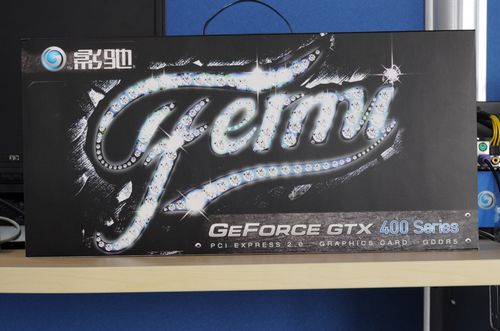 影驰
Fermi
GEFORCE GTX 400 Series
PCI EXPRESS 2.0 GRAPHICS CARD GDDR5